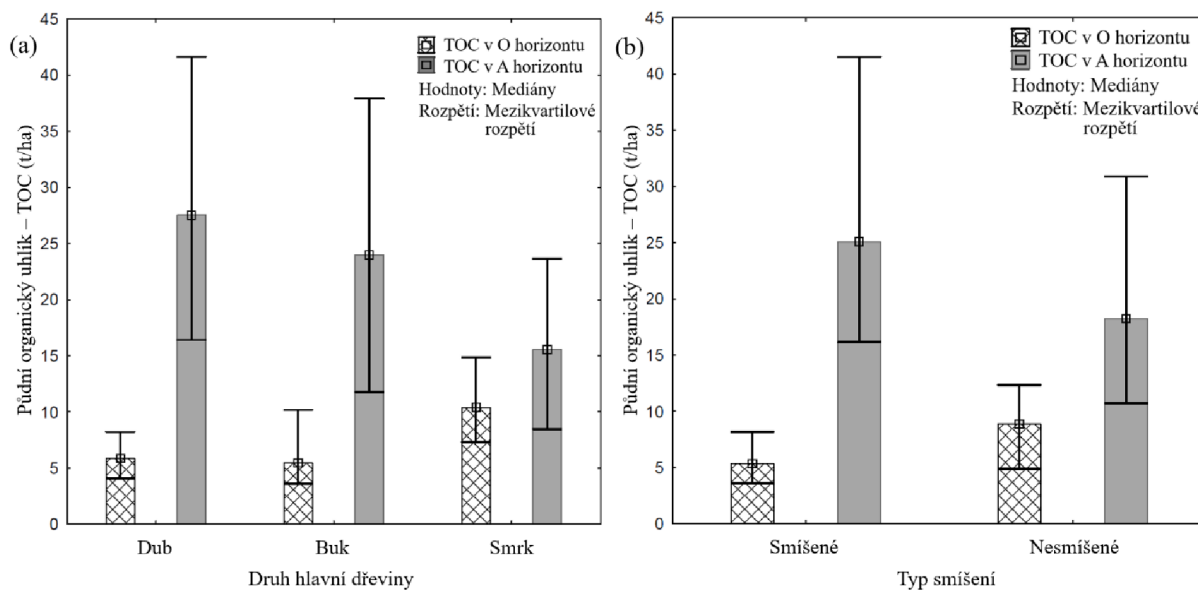 (a)
Půdní organický uhlík – TOC (t/ha)
45
40
35
30
25
20
15
10
5
0
TOC v O horizontu
TOC v A horizontu
Hodnoty: Mediány
Rozpětí: Mezikvartilové
rozpětí
Dub Buk Smrk
Druh hlavní dřeviny
(b)
Půdní organický uhlík – TOC (t/ha)
45
40
35
30
25
20
15
10
5
0
TOC v O horizontu
TOC v A horizontu
Hodnoty: Mediány
Rozpětí: Mezikvartilové
rozpětí
Smíšené Nesmíšené
Typ smíšení